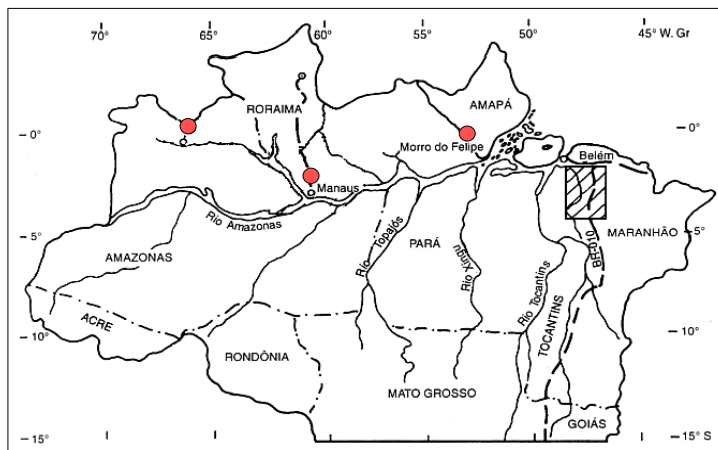 70°
65°
60°
55°
50°
45° W. Gr
RORAIMA
AMAPÁ
0°
0°
Morro do Felipe
Belém
Manaus
Rio Amazonas
Rio Topajós
PARÁ
Rio Xingu
Rio Tocantins
BR-010
MARANHÃO
5°
5°
AMAZONAS
ACRE
TOCANTINS
10°
10°
RONDÔNIA
MATO GROSSO
GOIÁS
15°
15° S